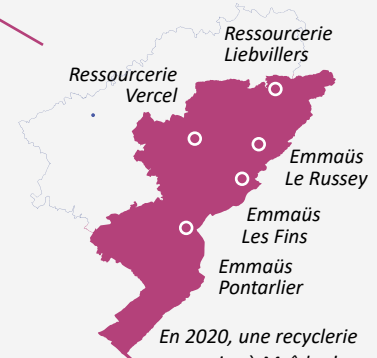 Ressourcerie
Liebvillers
Ressourcerie
Vercel
Emmaüs
Le Russey
Emmaüs
Les Fins
Emmaüs
Pontarlier
En 2020, une recyclerie